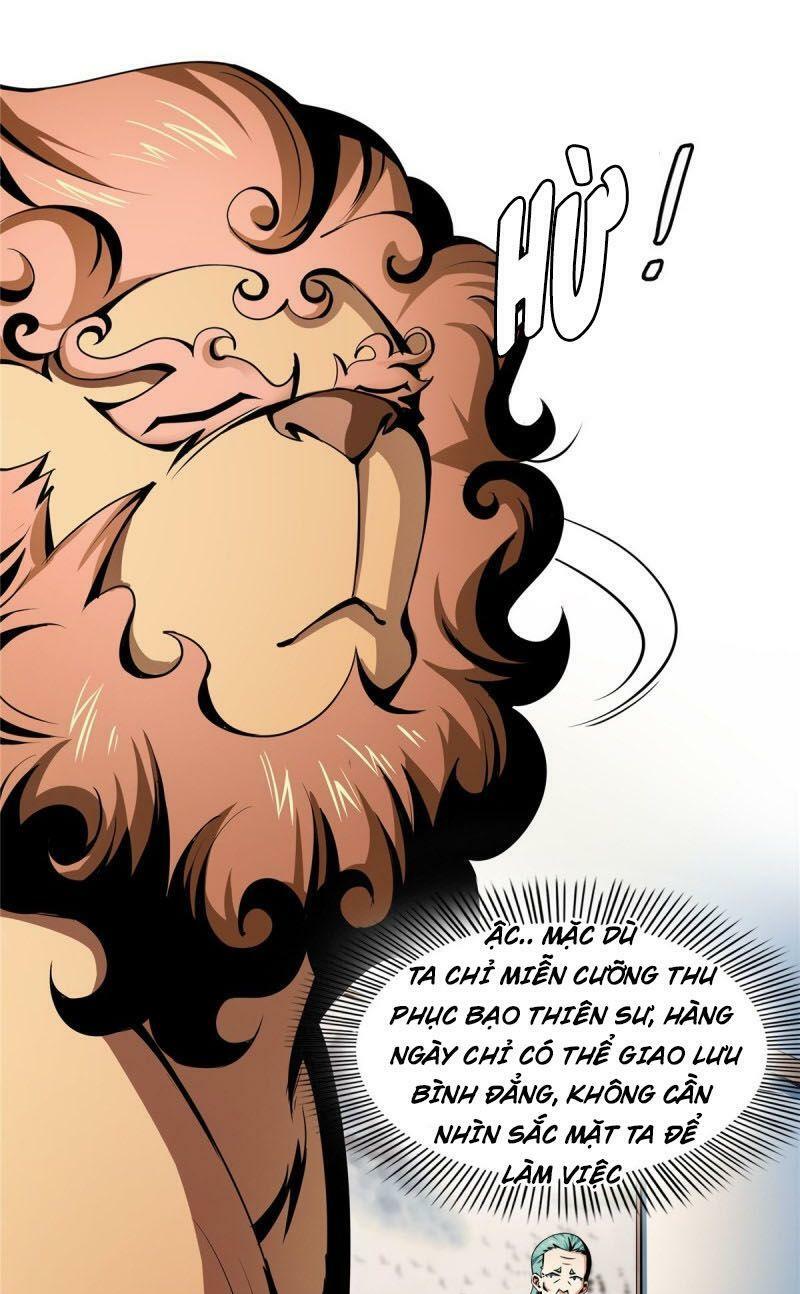 HỪ!
ẬC.. MẶC DÙ
TA CHỈ MIỄN CƯỠNG THU
PHỤC BẠO THIÊN SƯ, HÀNG
NGÀY CHỈ CÓ THỂ GIAO LƯU
BÌNH ĐẲNG, KHÔNG CẦN
NHÌN SẮC MẶT TA ĐỂ
LÀM VIỆC